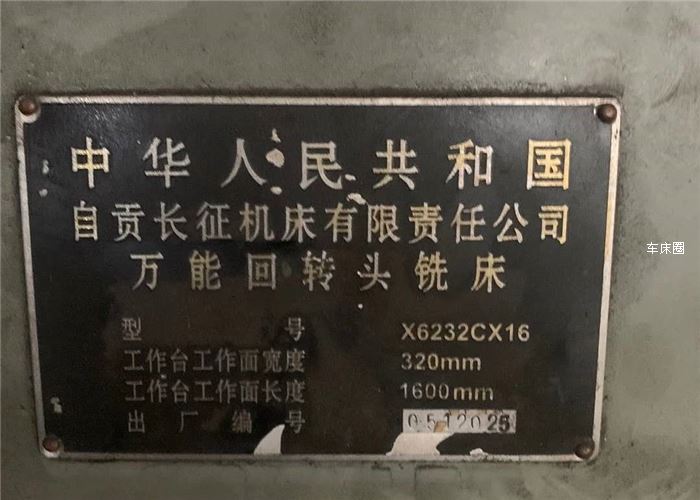 中华人民共和国
自贡长征机床有限责任公司
万能回转头铣床
型号 X6232CX16
工作台工作面宽度 320mm
工作台工作面长度 1600mm
出厂编号 0512025
车床圈